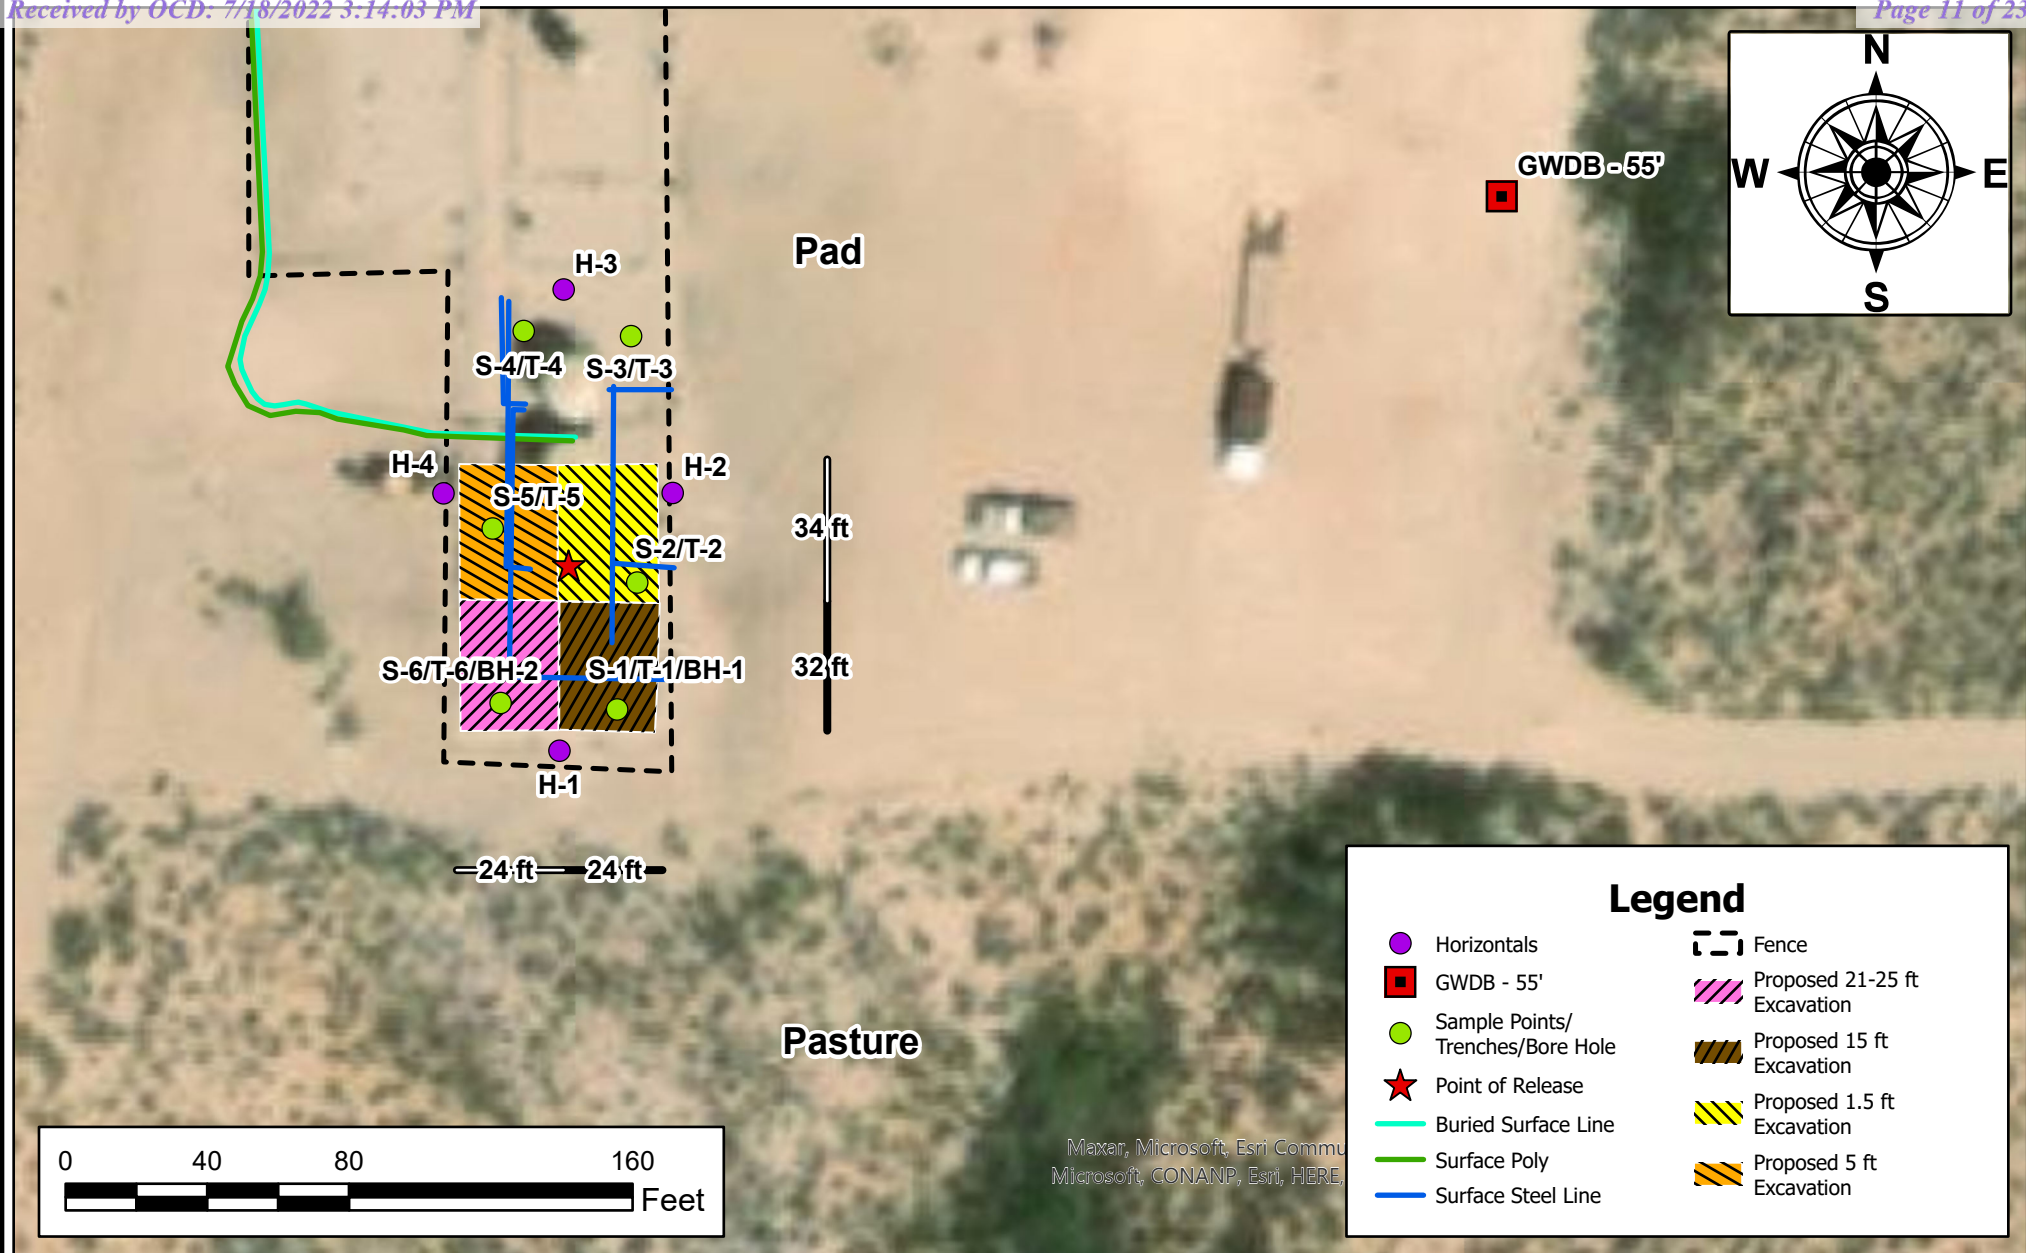 Received by OCD: 7/18/2022 3:14:03 PM
Page 11 of 23
N
W
E
S
GWDB - 55'
Pad
H-3
S-4/T-4
S-3/T-3
H-4
H-2
S-5/T-5
34 ft
S-2/T-2
S-6/T-6/BH-2
S-1/T-1/BH-1
32 ft
H-1
24 ft
24 ft
Pasture
Legend
Horizontals
GWDB - 55'
Sample Points/
Trenches/Bore Hole
Point of Release
Buried Surface Line
Surface Poly
Surface Steel Line
Fence
Proposed 21-25 ft
Excavation
Proposed 15 ft
Excavation
Proposed 1.5 ft
Excavation
Proposed 5 ft
Excavation
0 40 80 160
Feet
Maxar, Microsoft, Esri Commu
Microsoft, CONANP, Esri, HERE,